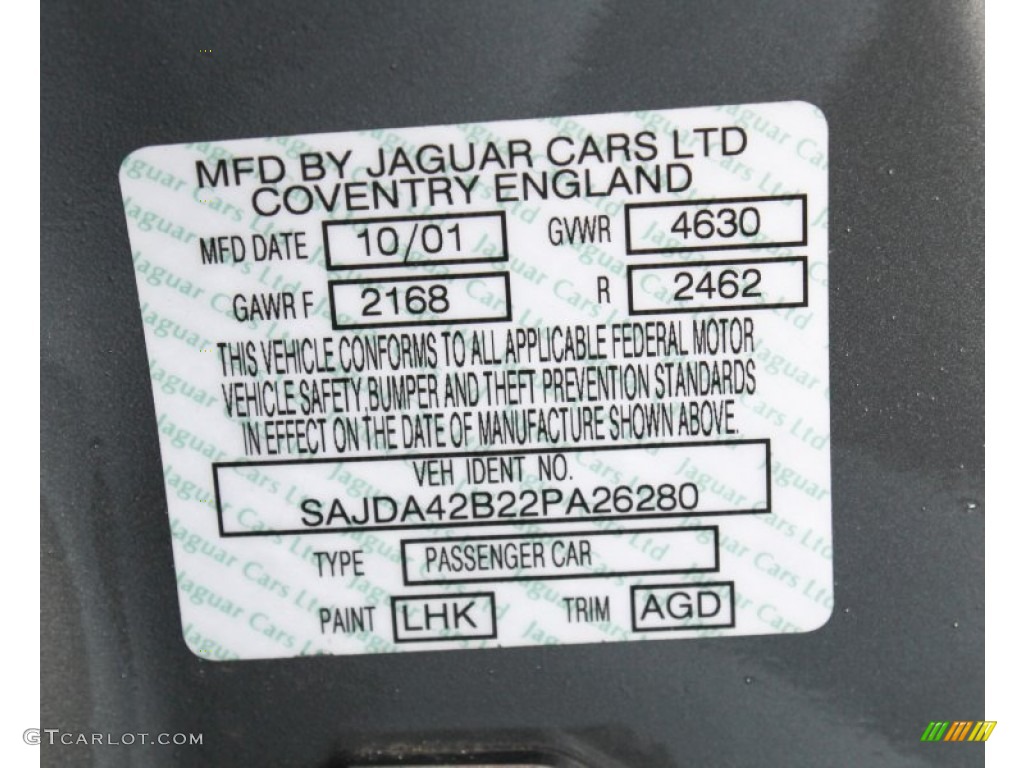 MFD BY JAGUAR CARS LTD
COVENTRY ENGLAND
MFD DATE 10/01 GVWR 4630
GAWR F 2168 R 2462
THIS VEHICLE CONFORMS TO ALL APPLICABLE FEDERAL MOTOR
VEHICLE SAFETY, BUMPER AND THEFT PREVENTION STANDARDS
IN EFFECT ON THE DATE OF MANUFACTURE SHOWN ABOVE.
VEH IDENT NO.
SAJDA42B22PA26280
TYPE PASSENGER CAR
PAINT LHK TRIM AGD
GTCARLOT.COM